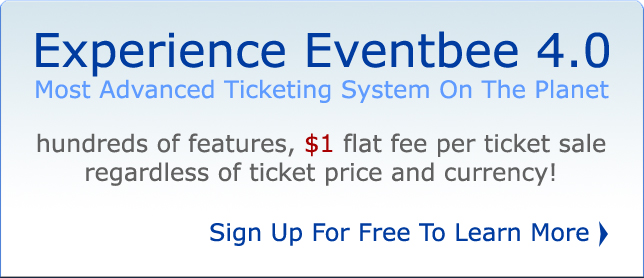 Experience Eventbee 4.0
Most Advanced Ticketing System On The Planet
hundreds of features, $1 flat fee per ticket sale
regardless of ticket price and currency!
Sign Up For Free To Learn More